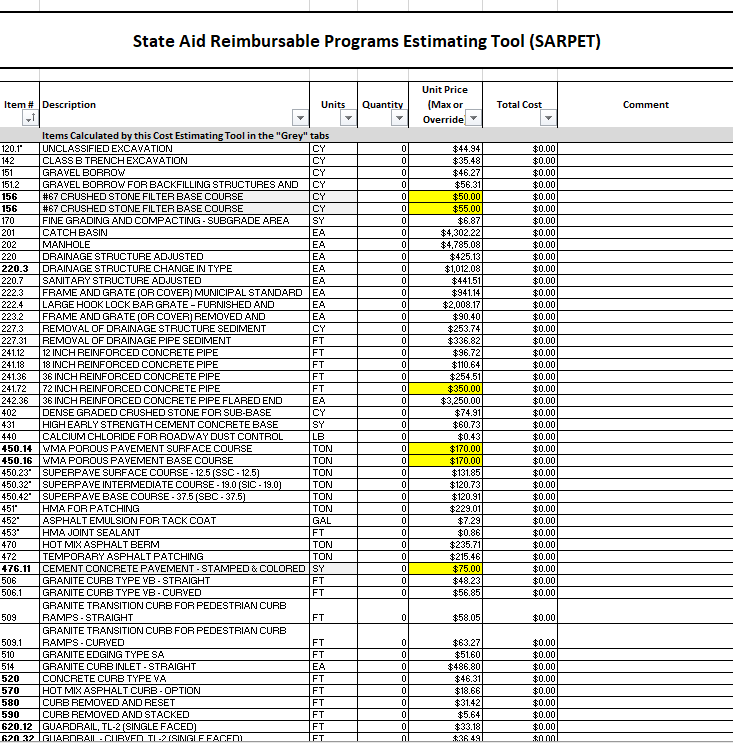 State Aid Reimbursable Programs Estimating Tool (SARPET)
Item # Description Units Quantity Unit Price (Max or Override Total Cost Comment
Items Calculated by this Cost Estimating Tool in the "Grey" tabs
120.1* UNCLASSIFIED EXCAVATION CY 0 $44.94 $0.00
142 CLASS B TRENCH EXCAVATION CY 0 $35.48 $0.00
151 GRAVEL BORROW CY 0 $46.27 $0.00
151.2 GRAVEL BORROW FOR BACKFILLING STRUCTURES AND CY 0 $56.31 $0.00
156 #67 CRUSHED STONE FILTER BASE COURSE CY 0 $50.00 $0.00
156 #67 CRUSHED STONE FILTER BASE COURSE CY 0 $55.00 $0.00
170 FINE GRADING AND COMPACTING - SUBGRADE AREA SY 0 $6.87 $0.00
201 CATCH BASIN EA 0 $4,302.22 $0.00
202 MANHOLE EA 0 $4,785.08 $0.00
220 DRAINAGE STRUCTURE ADJUSTED EA 0 $425.13 $0.00
220.3 DRAINAGE STRUCTURE CHANGE IN TYPE EA 0 $1,012.08 $0.00
220.7 SANITARY STRUCTURE ADJUSTED EA 0 $441.51 $0.00
222.3 FRAME AND GRATE (OR COVER) MUNICIPAL STANDARD EA 0 $941.14 $0.00
222.4 LARGE HOOK LOCK BAR GRATE - FURNISHED AND EA 0 $2,008.17 $0.00
223.2 FRAME AND GRATE (OR COVER) REMOVED AND EA 0 $90.40 $0.00
227.3 REMOVAL OF DRAINAGE STRUCTURE SEDIMENT CY 0 $253.74 $0.00
227.31 REMOVAL OF DRAINAGE PIPE SEDIMENT FT 0 $336.82 $0.00
241.12 12 INCH REINFORCED CONCRETE PIPE FT 0 $96.72 $0.00
241.18 18 INCH REINFORCED CONCRETE PIPE FT 0 $110.64 $0.00
241.36 36 INCH REINFORCED CONCRETE PIPE FT 0 $254.51 $0.00
241.72 72 INCH REINFORCED CONCRETE PIPE FT 0 $350.00 $0.00
242.36 36 INCH REINFORCED CONCRETE PIPE FLARED END EA 0 $3,250.00 $0.00
402 DENSE GRADED CRUSHED STONE FOR SUB-BASE CY 0 $74.91 $0.00
431 HIGH EARLY STRENGTH CEMENT CONCRETE BASE SY 0 $60.73 $0.00
440 CALCIUM CHLORIDE FOR ROADWAY DUST CONTROL LB 0 $0.43 $0.00
450.14 WMA POROUS PAVEMENT SURFACE COURSE TON 0 $170.00 $0.00
450.16 WMA POROUS PAVEMENT BASE COURSE TON 0 $170.00 $0.00
450.23* SUPERPAVE SURFACE COURSE - 12.5 (SSC - 12.5) TON 0 $131.85 $0.00
450.32* SUPERPAVE INTERMEDIATE COURSE - 19.0 (SIC - 19.0) TON 0 $120.73 $0.00
450.42* SUPERPAVE BASE COURSE - 37.5 (SBC - 37.5) TON 0 $120.91 $0.00
451* HMA FOR PATCHING TON 0 $229.01 $0.00
452* ASPHALT EMULSION FOR TACK COAT GAL 0 $7.29 $0.00
453* HMA JOINT SEALANT FT 0 $0.86 $0.00
470 HOT MIX ASPHALT BERM TON 0 $235.71 $0.00
472 TEMPORARY ASPHALT PATCHING TON 0 $215.46 $0.00
476.11 CEMENT CONCRETE PAVEMENT - STAMPED & COLORED SY 0 $75.00 $0.00
506 GRANITE CURB TYPE VB - STRAIGHT FT 0 $48.23 $0.00
506.1 GRANITE CURB TYPE VB - CURVED FT 0 $56.85 $0.00
GRANITE TRANSITION CURB FOR PEDESTRIAN CURB
509 RAMPS - STRAIGHT FT 0 $58.05 $0.00
GRANITE TRANSITION CURB FOR PEDESTRIAN CURB
509.1 RAMPS - CURVED FT 0 $63.27 $0.00
510 GRANITE EDGING TYPE SA FT 0 $51.60 $0.00
514 GRANITE CURB INLET - STRAIGHT EA 0 $486.80 $0.00
520 CONCRETE CURB TYPE VA FT 0 $46.31 $0.00
570 HOT MIX ASPHALT CURB - OPTION FT 0 $18.66 $0.00
580 CURB REMOVED AND RESET FT 0 $31.42 $0.00
590 CURB REMOVED AND STACKED FT 0 $5.64 $0.00
620.12 GUARDRAIL, TL-2 (SINGLE FACED) FT 0 $33.18 $0.00
620.32 GUARDRAIL - CURVED, TL-2 (SINGLE FACED) FT 0 $36.49 $0.00